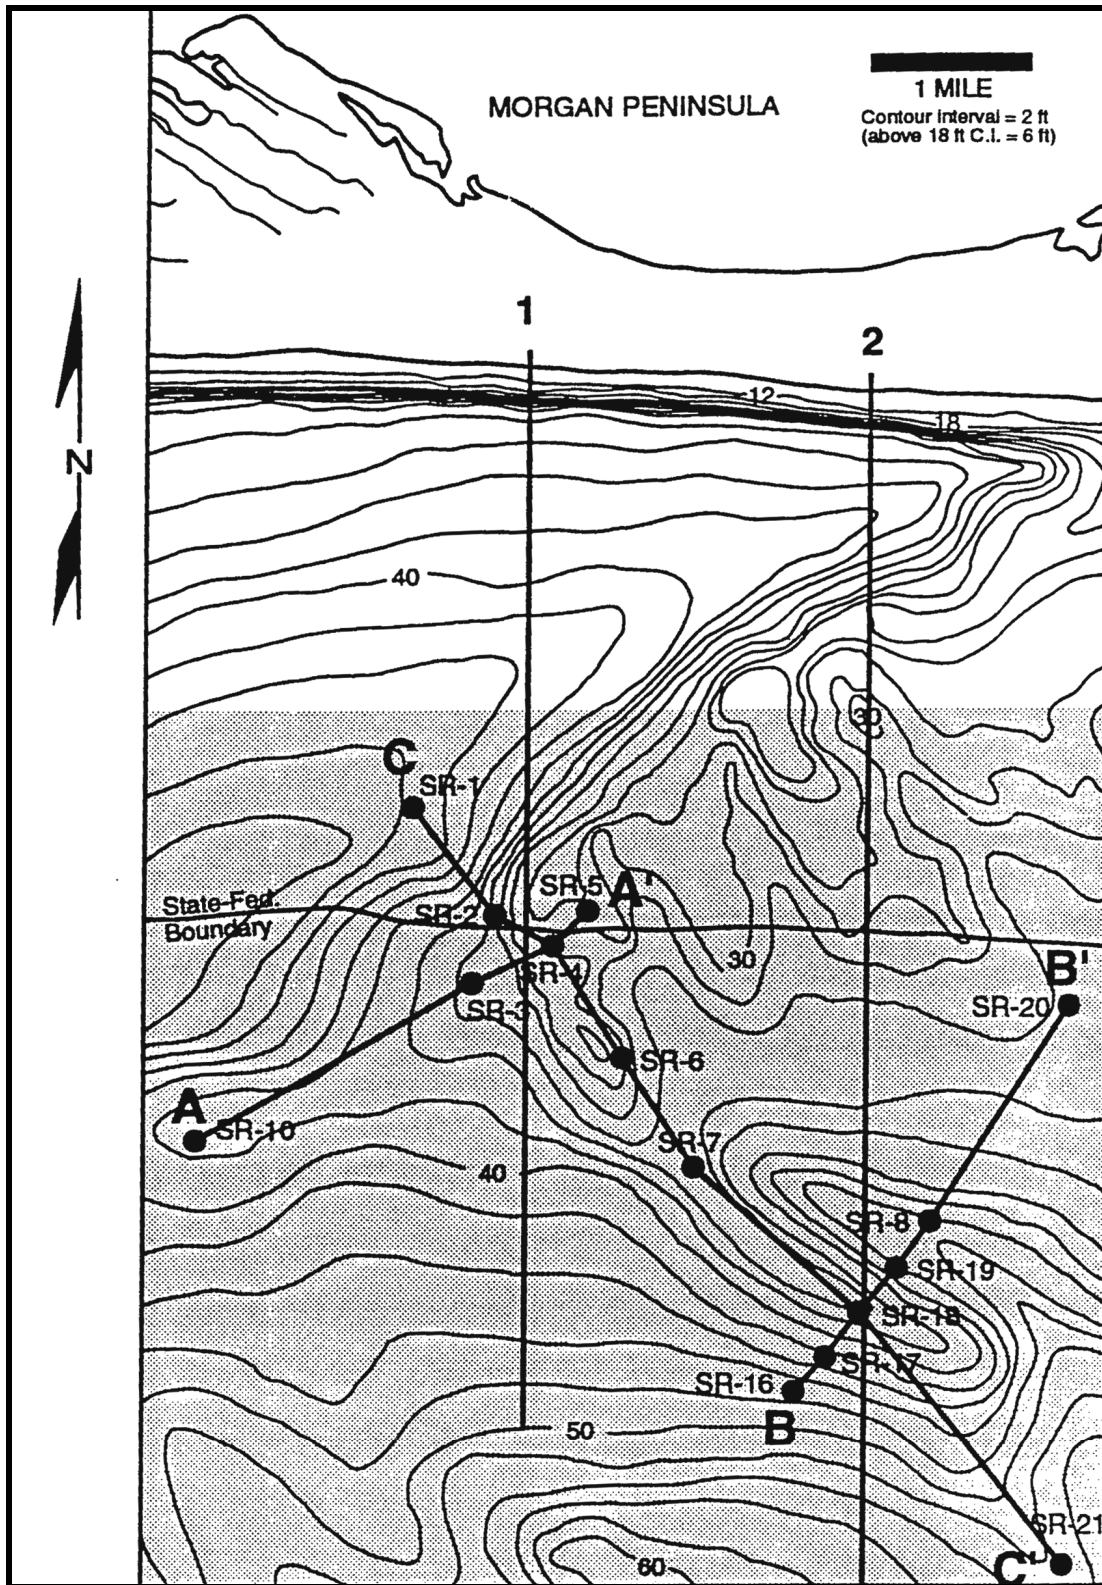 1 MILE
MORGAN PENINSULA
Contour interval = 2 ft
(above 18 ft C.I. = 6 ft)
1
2
12
18
N
40
30
C
SR-1
SR-5
A'
State-Fed.
SR-2
Boundary
SR-4
30
B'
SR-3
SR-20
SR-6
A
SR-10
SR-7
40
SR-8
SR-19
SR-18
SR-17
SR-16
B
50
SR-21
60
C'